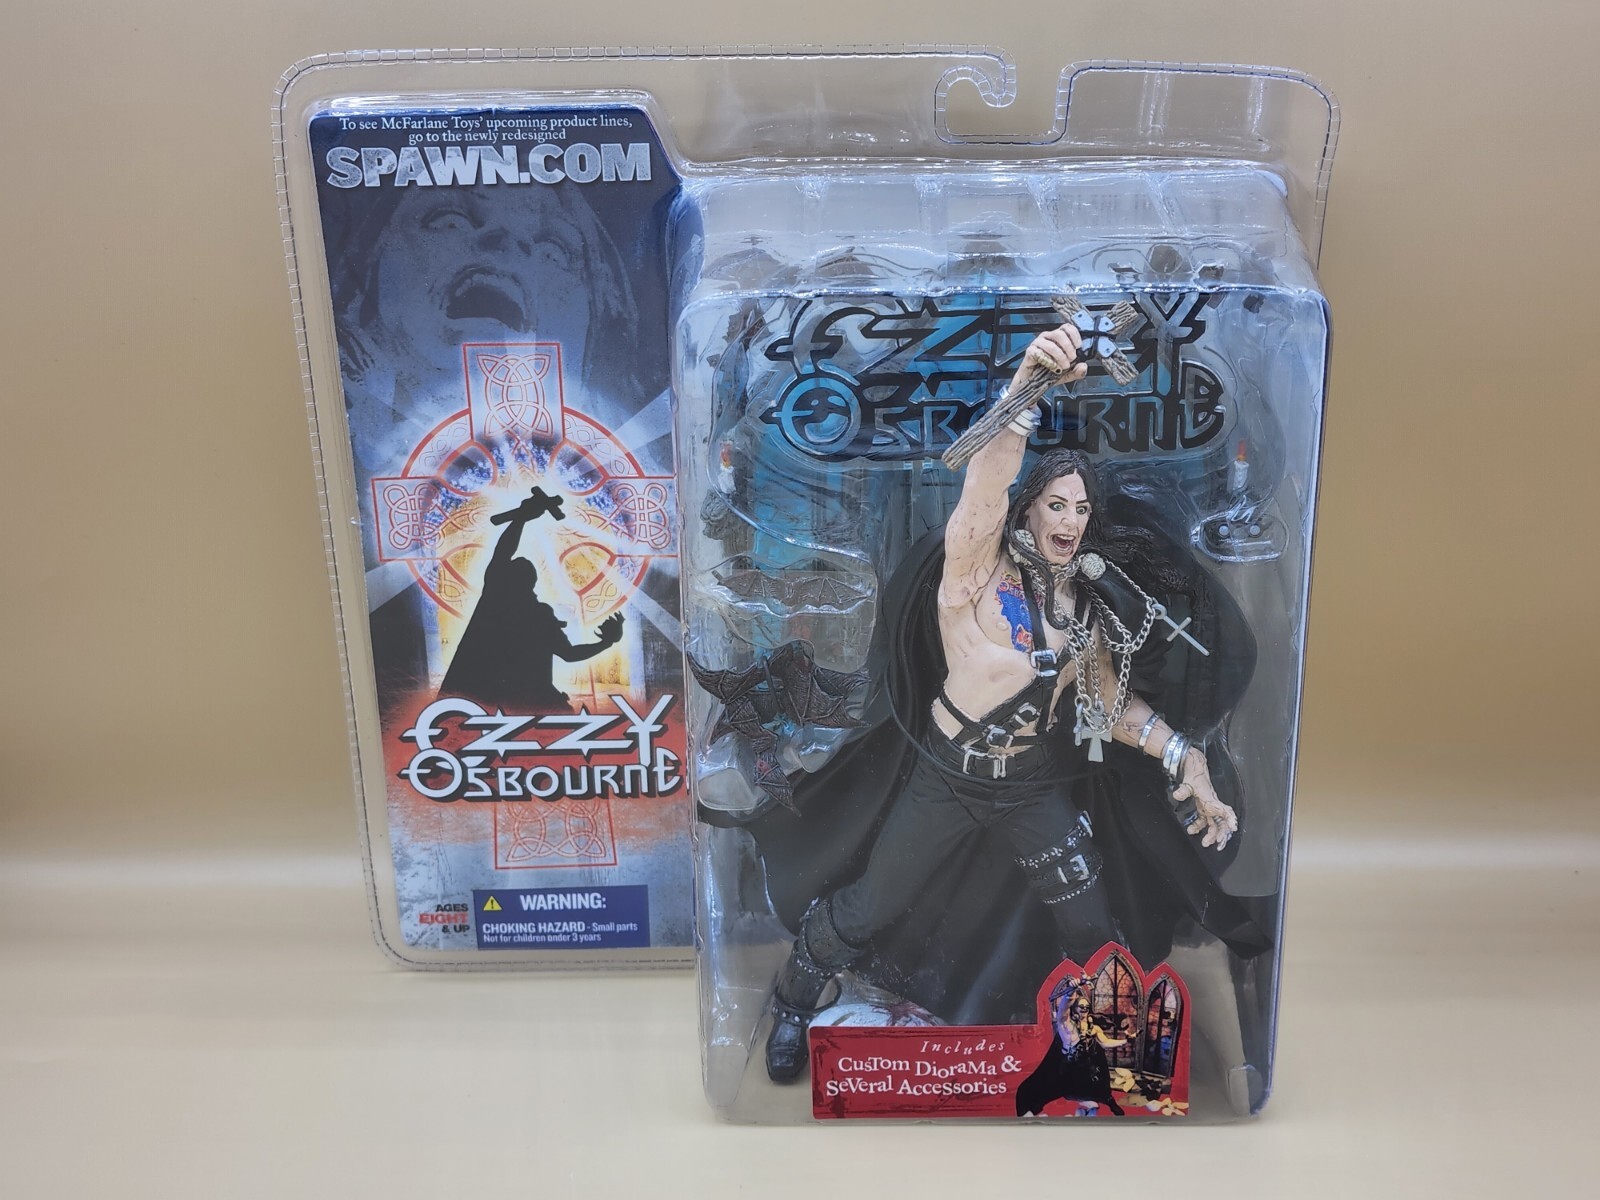 To see McFarlane Toys' upcoming product lines,
go to the newly redesigned
SPAWN.COM
OZZY
OSBOURNE
AGES
EIGHT
& UP
WARNING:
CHOKING HAZARD - Small parts
Not for children under 3 years
OZZY
OSBOURNE
Includes
CusTom DioraMa &
SeVeral AcceSSories